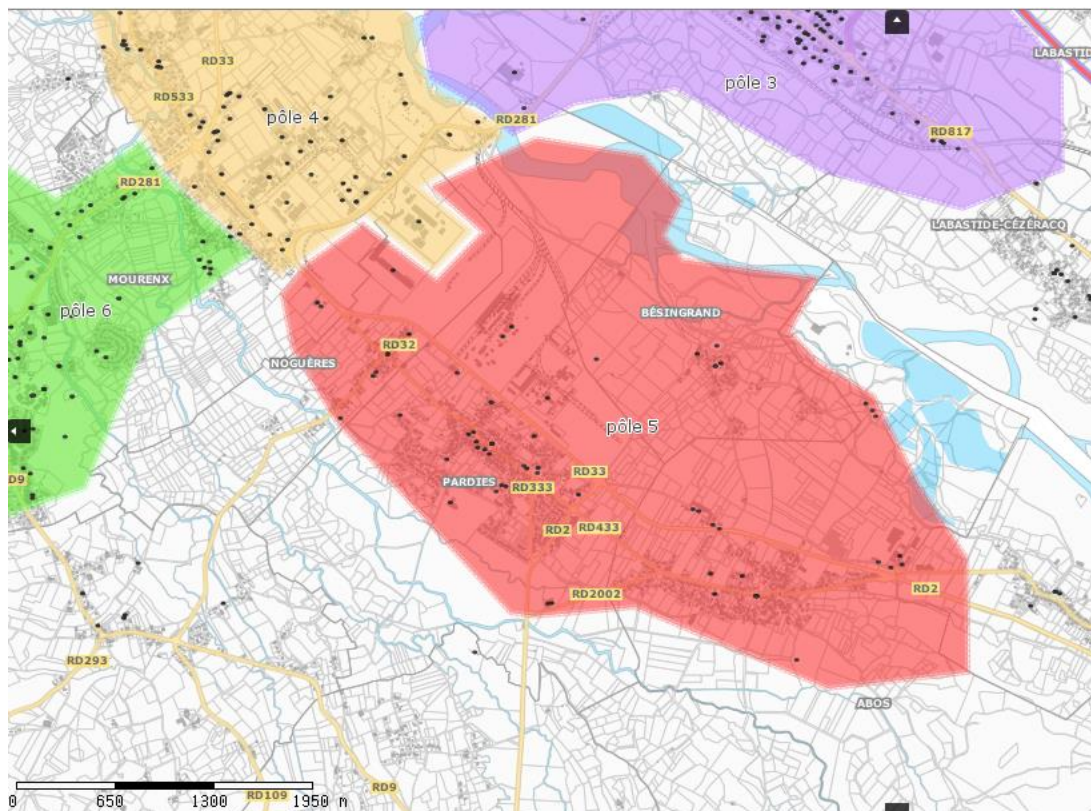 LABASTID
RD33
pôle 3
RD533
pôle 4
RD281
RD817
RD281
LABASTIDE-CÉZÉRACQ
MOURENX
pôle 6
BÉSINGRAND
RD32
NOGUÈRES
pôle 5
RD33
D9
PARDIES
RD333
RD2
RD433
RD2
RD2002
RD293
ABOS
RD109
RD9
0 650 1300 1950 m